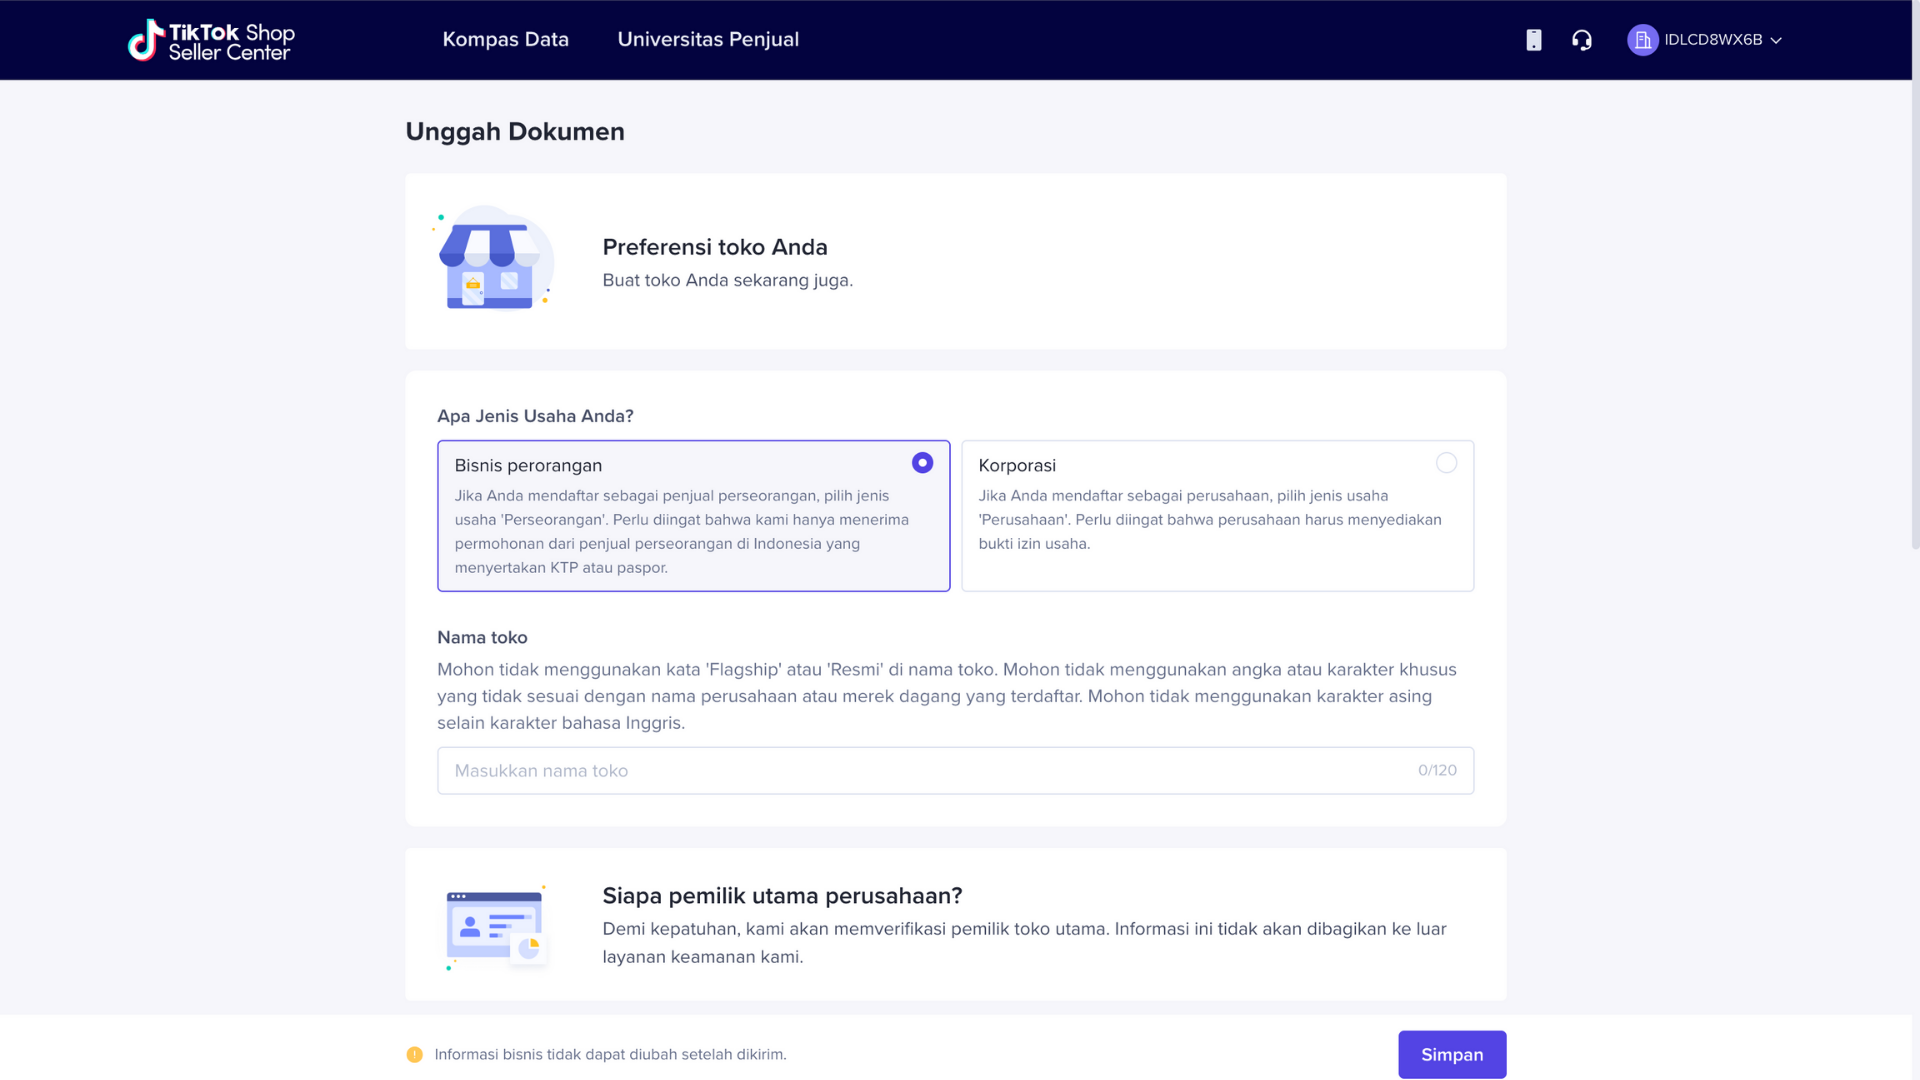 TikTok Shop
Seller Center
Kompas Data
Universitas Penjual
IDLCD8WX6B
Unggah Dokumen
Preferensi toko Anda
Buat toko Anda sekarang juga.
Apa Jenis Usaha Anda?
Bisnis perorangan
Jika Anda mendaftar sebagai penjual perseorangan, pilih jenis
usaha 'Perseorangan'. Perlu diingat bahwa kami hanya menerima
permohonan dari penjual perseorangan di Indonesia yang
menyertakan KTP atau paspor.
Korporasi
Jika Anda mendaftar sebagai perusahaan, pilih jenis usaha
'Perusahaan'. Perlu diingat bahwa perusahaan harus menyediakan
bukti izin usaha.
Nama toko
Mohon tidak menggunakan kata 'Flagship' atau 'Resmi' di nama toko. Mohon tidak menggunakan angka atau karakter khusus
yang tidak sesuai dengan nama perusahaan atau merek dagang yang terdaftar. Mohon tidak menggunakan karakter asing
selain karakter bahasa Inggris.
Masukkan nama toko
0/120
Siapa pemilik utama perusahaan?
Demi kepatuhan, kami akan memverifikasi pemilik toko utama. Informasi ini tidak akan dibagikan ke luar
layanan keamanan kami.
Informasi bisnis tidak dapat diubah setelah dikirim.
Simpan